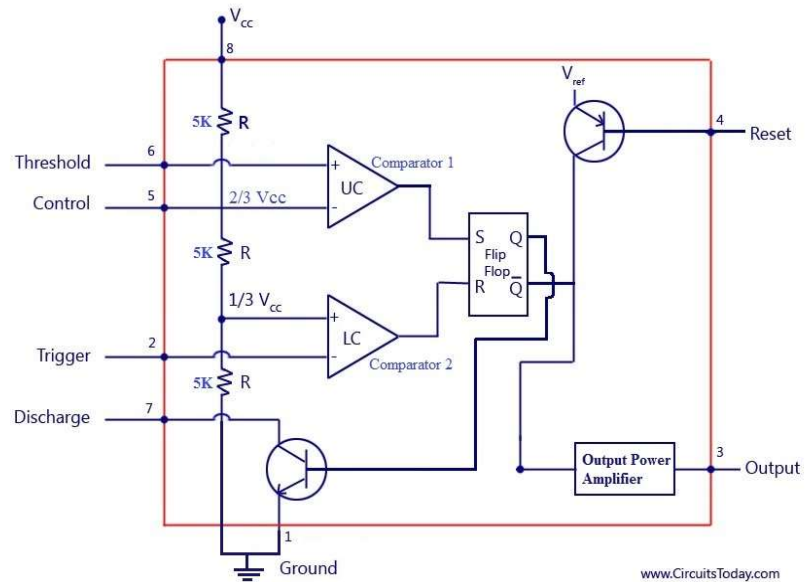 Vcc
8
5K R
Vref
4
Reset
Threshold
6
+
Comparator 1
UC
Control
5
2/3 Vcc
-
S Q
Flip
Flop
R Q̅
5K R
1/3 Vcc
+
LC
Trigger
2
-
Comparator 2
5K R
Discharge
7
Output Power
Amplifier
3
Output
1
Ground
www.CircuitsToday.com